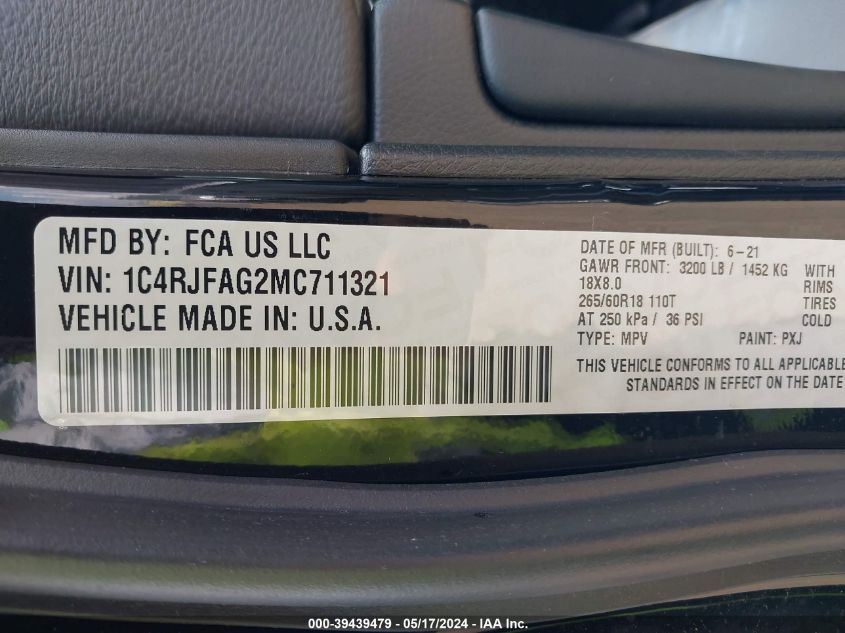 MFD BY: FCA US LLC
VIN: 1C4RJFAG2MC711321
VEHICLE MADE IN: U.S.A.
DATE OF MFR (BUILT): 6-21
GAWR FRONT: 3200 LB / 1452 KG WITH
18X8.0 RIMS
265/60R18 110T TIRES
AT 250 kPa / 36 PSI COLD
TYPE: MPV PAINT: PXJ
THIS VEHICLE CONFORMS TO ALL APPLICABLE
STANDARDS IN EFFECT ON THE DATE
000-39439479 - 05/17/2024 - IAA Inc.